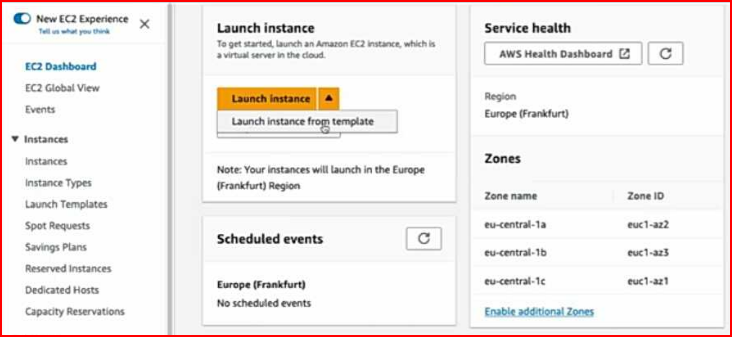 New EC2 Experience
Tell us what you think
EC2 Dashboard
EC2 Global View
Events
Instances
Instances
Instance Types
Launch Templates
Spot Requests
Savings Plans
Reserved Instances
Dedicated Hosts
Capacity Reservations
Launch instance
To get started, launch an Amazon EC2 instance, which is
a virtual server in the cloud.
Launch instance
Launch instance from template
Note: Your instances will launch in the Europe
(Frankfurt) Region
Scheduled events
Europe (Frankfurt)
No scheduled events
Service health
AWS Health Dashboard
Region
Europe (Frankfurt)
Zones
Zone name Zone ID
eu-central-1a euc1-az2
eu-central-1b euc1-az3
eu-central-1c euc1-az1
Enable additional Zones